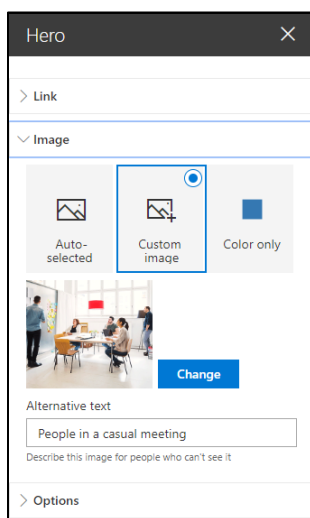 Hero
Link
Image
Auto-
selected
Custom
image
Color only
Change
Alternative text
People in a casual meeting
Describe this image for people who can't see it
Options